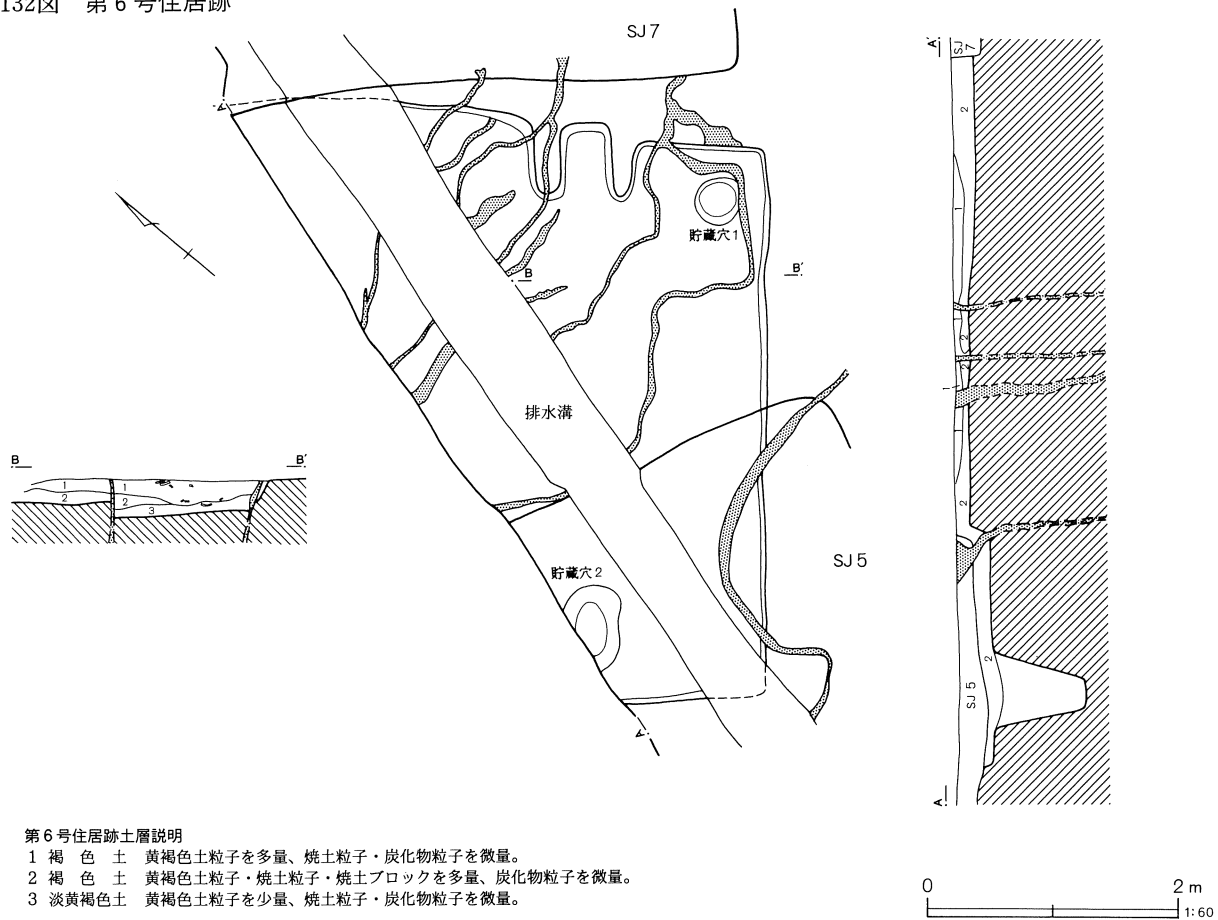 132図 第6号住居跡
SJ7
A'
SJ7
2
1
貯蔵穴1
B
B'
2
2
1
排水溝
B
B'
1
1
2
2
3
2
SJ5
貯蔵穴2
2
SJ5
A
A
第6号住居跡土層説明
1 褐色土 黄褐色土粒子を多量、焼土粒子・炭化物粒子を微量。
2 褐色土 黄褐色土粒子・焼土粒子・焼土ブロックを多量、炭化物粒子を微量。
3 淡黄褐色土 黄褐色土粒子を少量、焼土粒子・炭化物粒子を微量。
0 2m
1:60